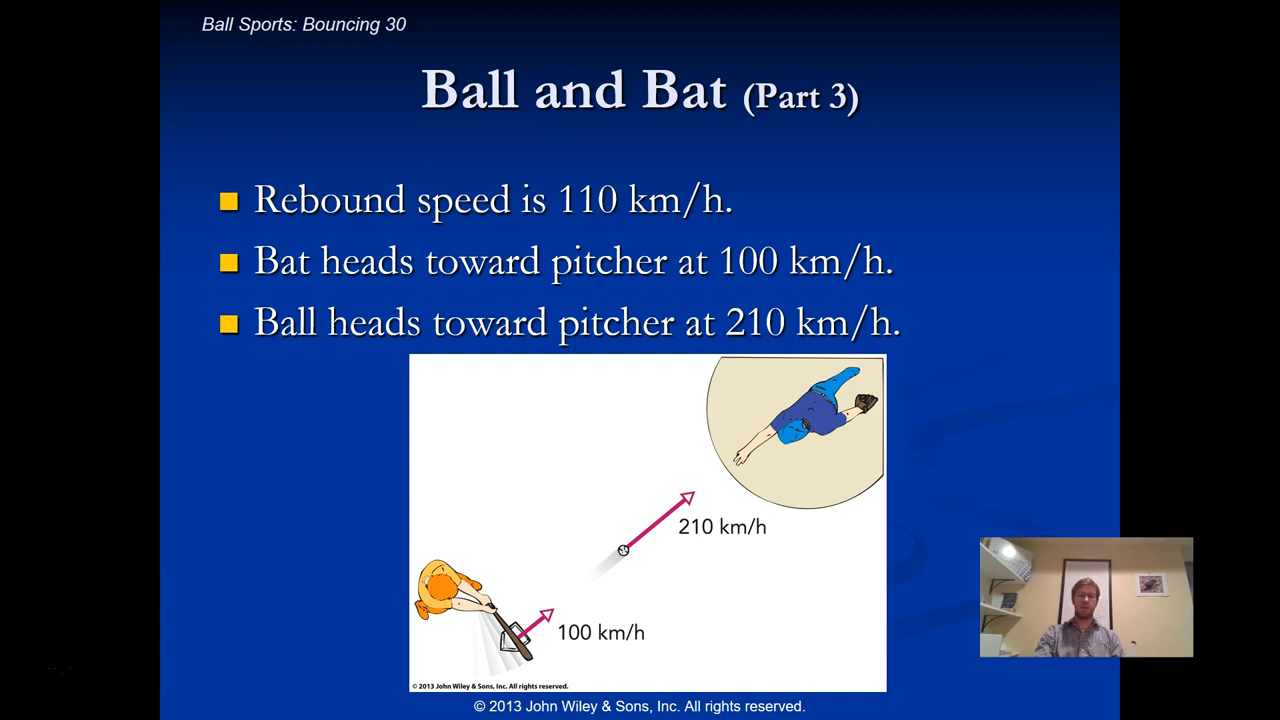 Ball Sports: Bouncing 30
Ball and Bat (Part 3)
Rebound speed is 110 km/h.
Bat heads toward pitcher at 100 km/h.
Ball heads toward pitcher at 210 km/h.
210 km/h
100 km/h
© 2013 John Wiley & Sons, Inc. All rights reserved.
© 2013 John Wiley & Sons, Inc. All rights reserved.